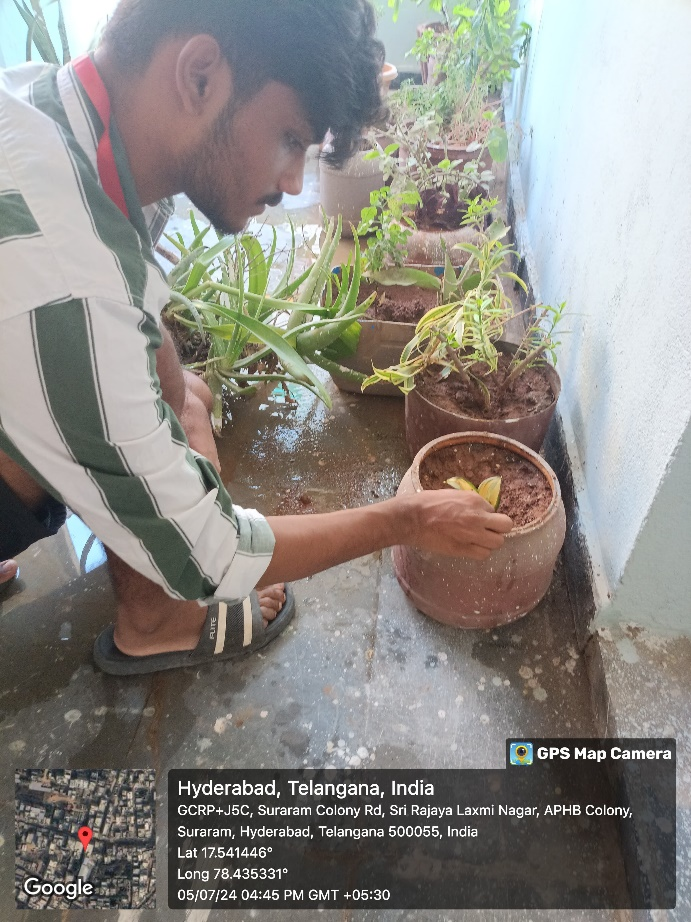 FLITE
GPS Map Camera
Hyderabad, Telangana, India
GCRP+J5C, Suraram Colony Rd, Sri Rajaya Laxmi Nagar, APHB Colony,
Suraram, Hyderabad, Telangana 500055, India
Lat 17.541446°
Long 78.435331°
05/07/24 04:45 PM GMT +05:30
Google